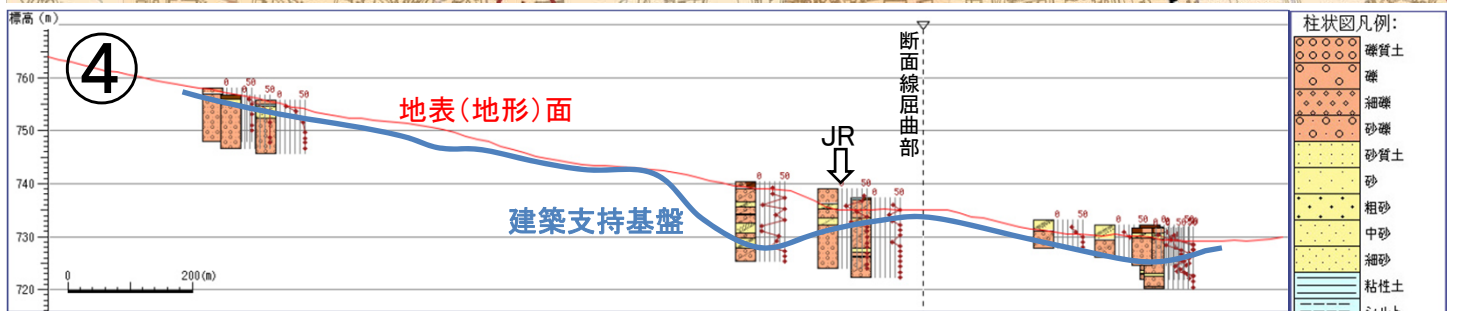 標高(m)
④
760
750
740
730
720
0 50
0 50
0 50
地表(地形)面
建築支持基盤
JR
断面線屈曲部
0 50
0 50
0 50
0 50
0 50
0 200(m)
柱状図凡例:
礫質土
礫
細礫
砂礫
砂質土
砂
粗砂
中砂
細砂
粘性土